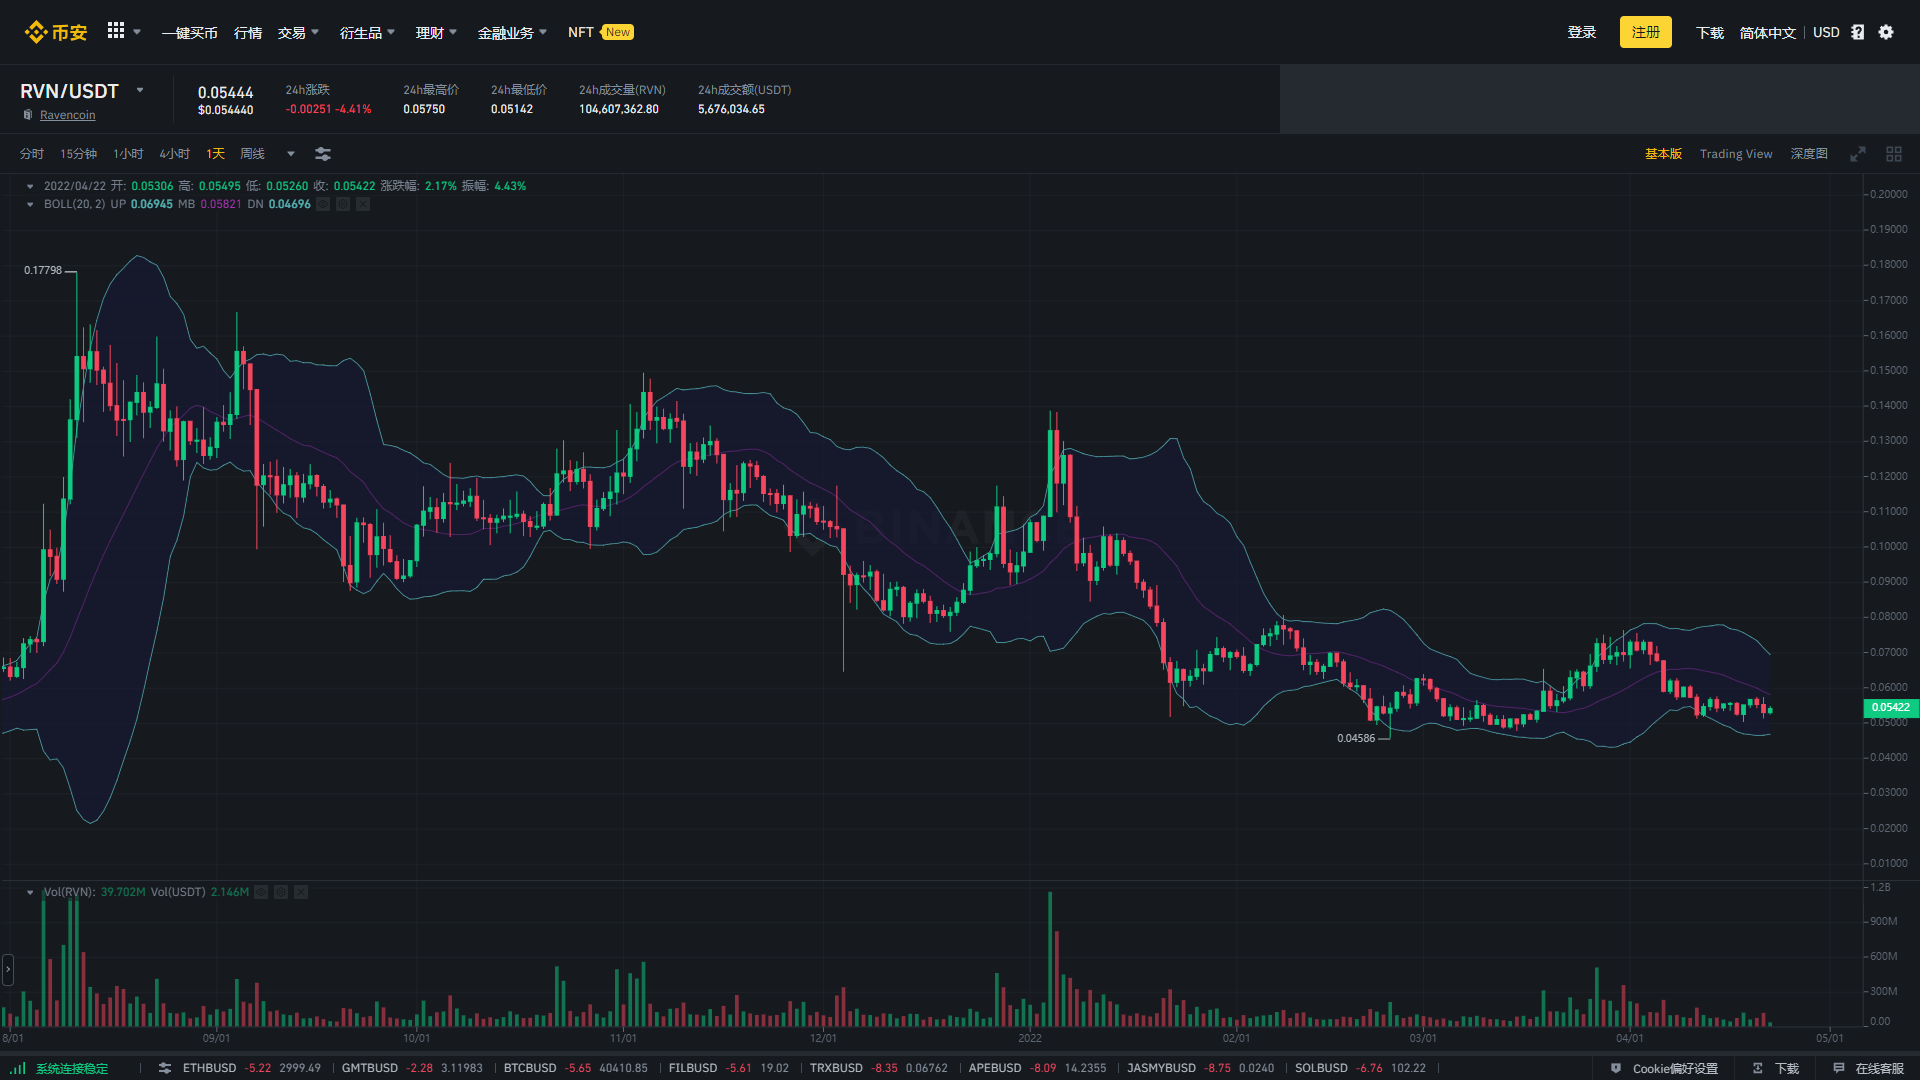 币安 一键买币 行情 交易 衍生品 理财 金融业务 NFT New 登录 注册 下载 简体中文 USD
RVN/USDT
Ravencoin
0.05444
$0.054440
24h涨跌
-0.00251 -4.41%
24h最高价
0.05750
24h最低价
0.05142
24h成交量(RVN)
104,607,362.80
24h成交额(USDT)
5,676,034.65
分时 15分钟 1小时 4小时 1天 周线 基本版 Trading View 深度图
2022/04/22 开: 0.05306 高: 0.05495 低: 0.05260 收: 0.05422 涨跌幅: 2.17% 振幅: 4.43%
BOLL(20, 2) UP 0.06945 MB 0.05821 DN 0.04696
0.20000
0.19000
0.18000
0.17000
0.16000
0.15000
0.14000
0.13000
0.12000
0.11000
0.10000
0.09000
0.08000
0.07000
0.06000
0.05422
0.05000
0.04000
0.03000
0.02000
0.01000
0.17798
BINANCE
0.04586
Vol(RVN): 39.702M Vol(USDT) 2.146M
1.2B
900M
600M
300M
0.00
8/01 09/01 10/01 11/01 12/01 2022 02/01 03/01 04/01 05/01
系统连接稳定 ETHBUSD -5.22 2999.49 GMTBUSD -2.28 3.11983 BTCBUSD -5.65 40410.85 FILBUSD -5.61 19.02 TRXBUSD -8.35 0.06762 APEBUSD -8.09 14.2355 JASMYBUSD -8.75 0.0240 SOLBUSD -6.76 102.22 Cookie偏好设置 下载 在线客服